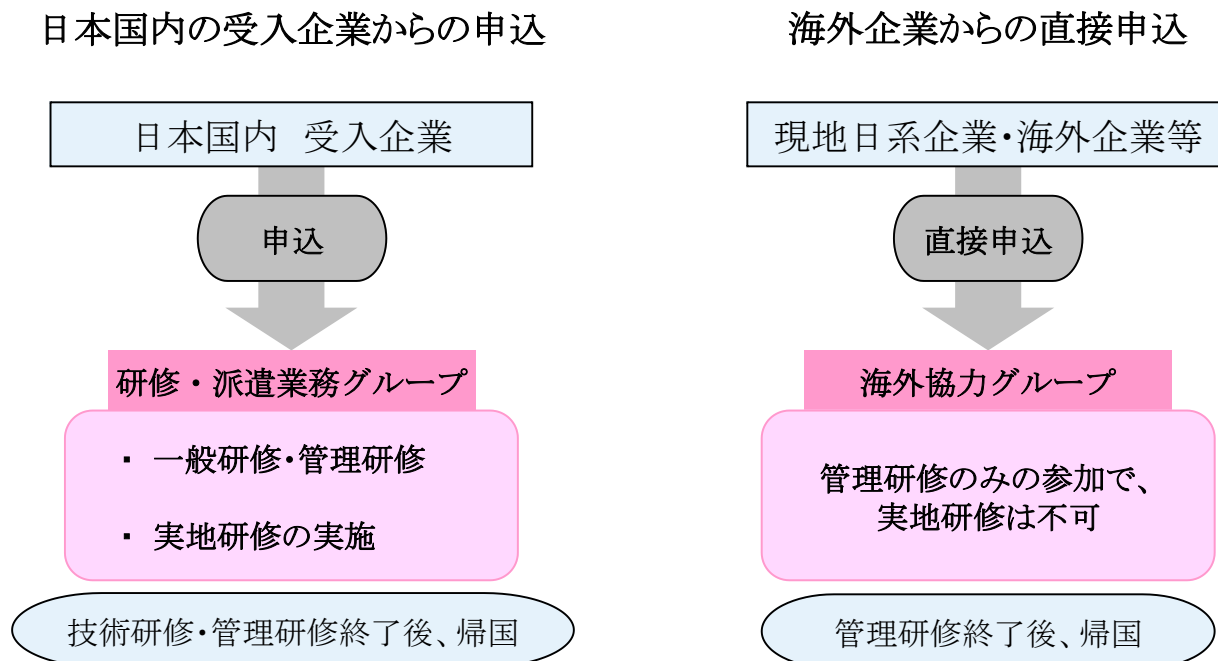 日本国内の受入企業からの申込
日本国内　受入企業
申込
研修・派遣業務グループ
・ 一般研修・管理研修
・ 実地研修の実施
技術研修・管理研修終了後、帰国
海外企業からの直接申込
現地日系企業・海外企業等
直接申込
海外協力グループ
管理研修のみの参加で、
実地研修は不可
管理研修終了後、帰国